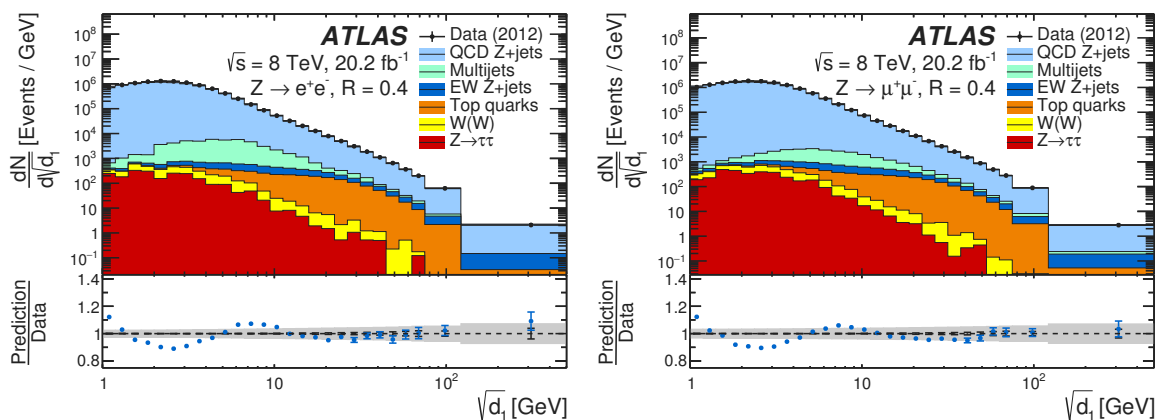 dN
d√d₁ [Events / GeV]
10⁸
10⁷
10⁶
10⁵
10⁴
10³
10²
10
1
10⁻¹
ATLAS
√s = 8 TeV, 20.2 fb⁻¹
Z → e⁺e⁻, R = 0.4
Data (2012)
QCD Z+jets
Multijets
EW Z+jets
Top quarks
W(W)
Z→ττ
Prediction
Data
1.4
1.2
1
0.8
1 10 10²
√d₁ [GeV]
dN
d√d₁ [Events / GeV]
10⁸
10⁷
10⁶
10⁵
10⁴
10³
10²
10
1
10⁻¹
ATLAS
√s = 8 TeV, 20.2 fb⁻¹
Z → μ⁺μ⁻, R = 0.4
Data (2012)
QCD Z+jets
Multijets
EW Z+jets
Top quarks
W(W)
Z→ττ
Prediction
Data
1.4
1.2
1
0.8
1 10 10²
√d₁ [GeV]